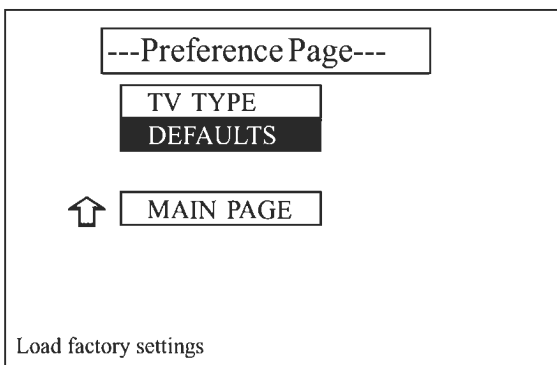 ---Preference Page---
TV TYPE
DEFAULTS
MAIN PAGE
Load factory settings